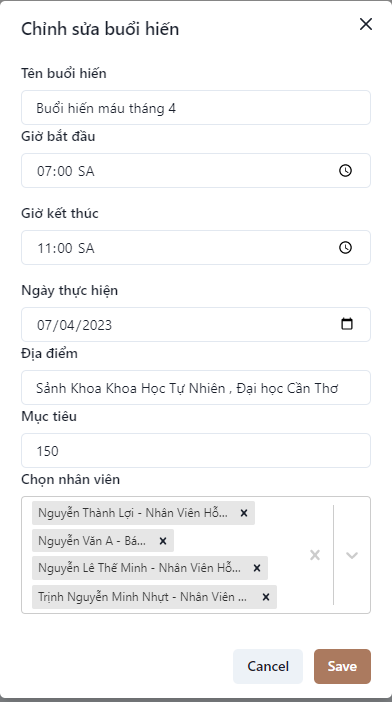 Chỉnh sửa buổi hiến
Tên buổi hiến
Buổi hiến máu tháng 4
Giờ bắt đầu
07:00 SA
Giờ kết thúc
11:00 SA
Ngày thực hiện
07/04/2023
Địa điểm
Sảnh Khoa Khoa Học Tự Nhiên , Đại học Cần Thơ
Mục tiêu
150
Chọn nhân viên
Nguyễn Thành Lợi - Nhân Viên Hỗ...
Nguyễn Văn A - Bá...
Nguyễn Lê Thế Minh - Nhân Viên Hỗ...
Trịnh Nguyễn Minh Nhựt - Nhân Viên ...
Cancel
Save